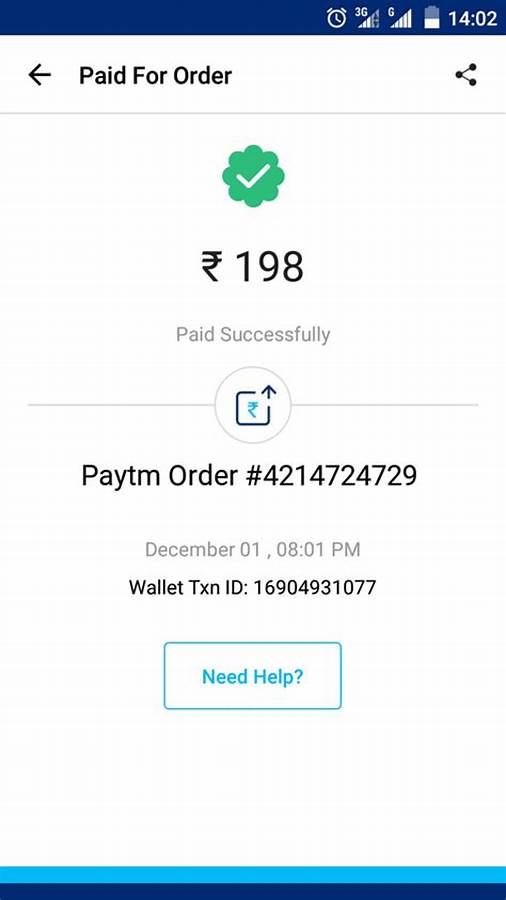 3G G 14:02
Paid For Order
₹ 198
Paid Successfully
₹
Paytm Order #4214724729
December 01 , 08:01 PM
Wallet Txn ID: 16904931077
Need Help?